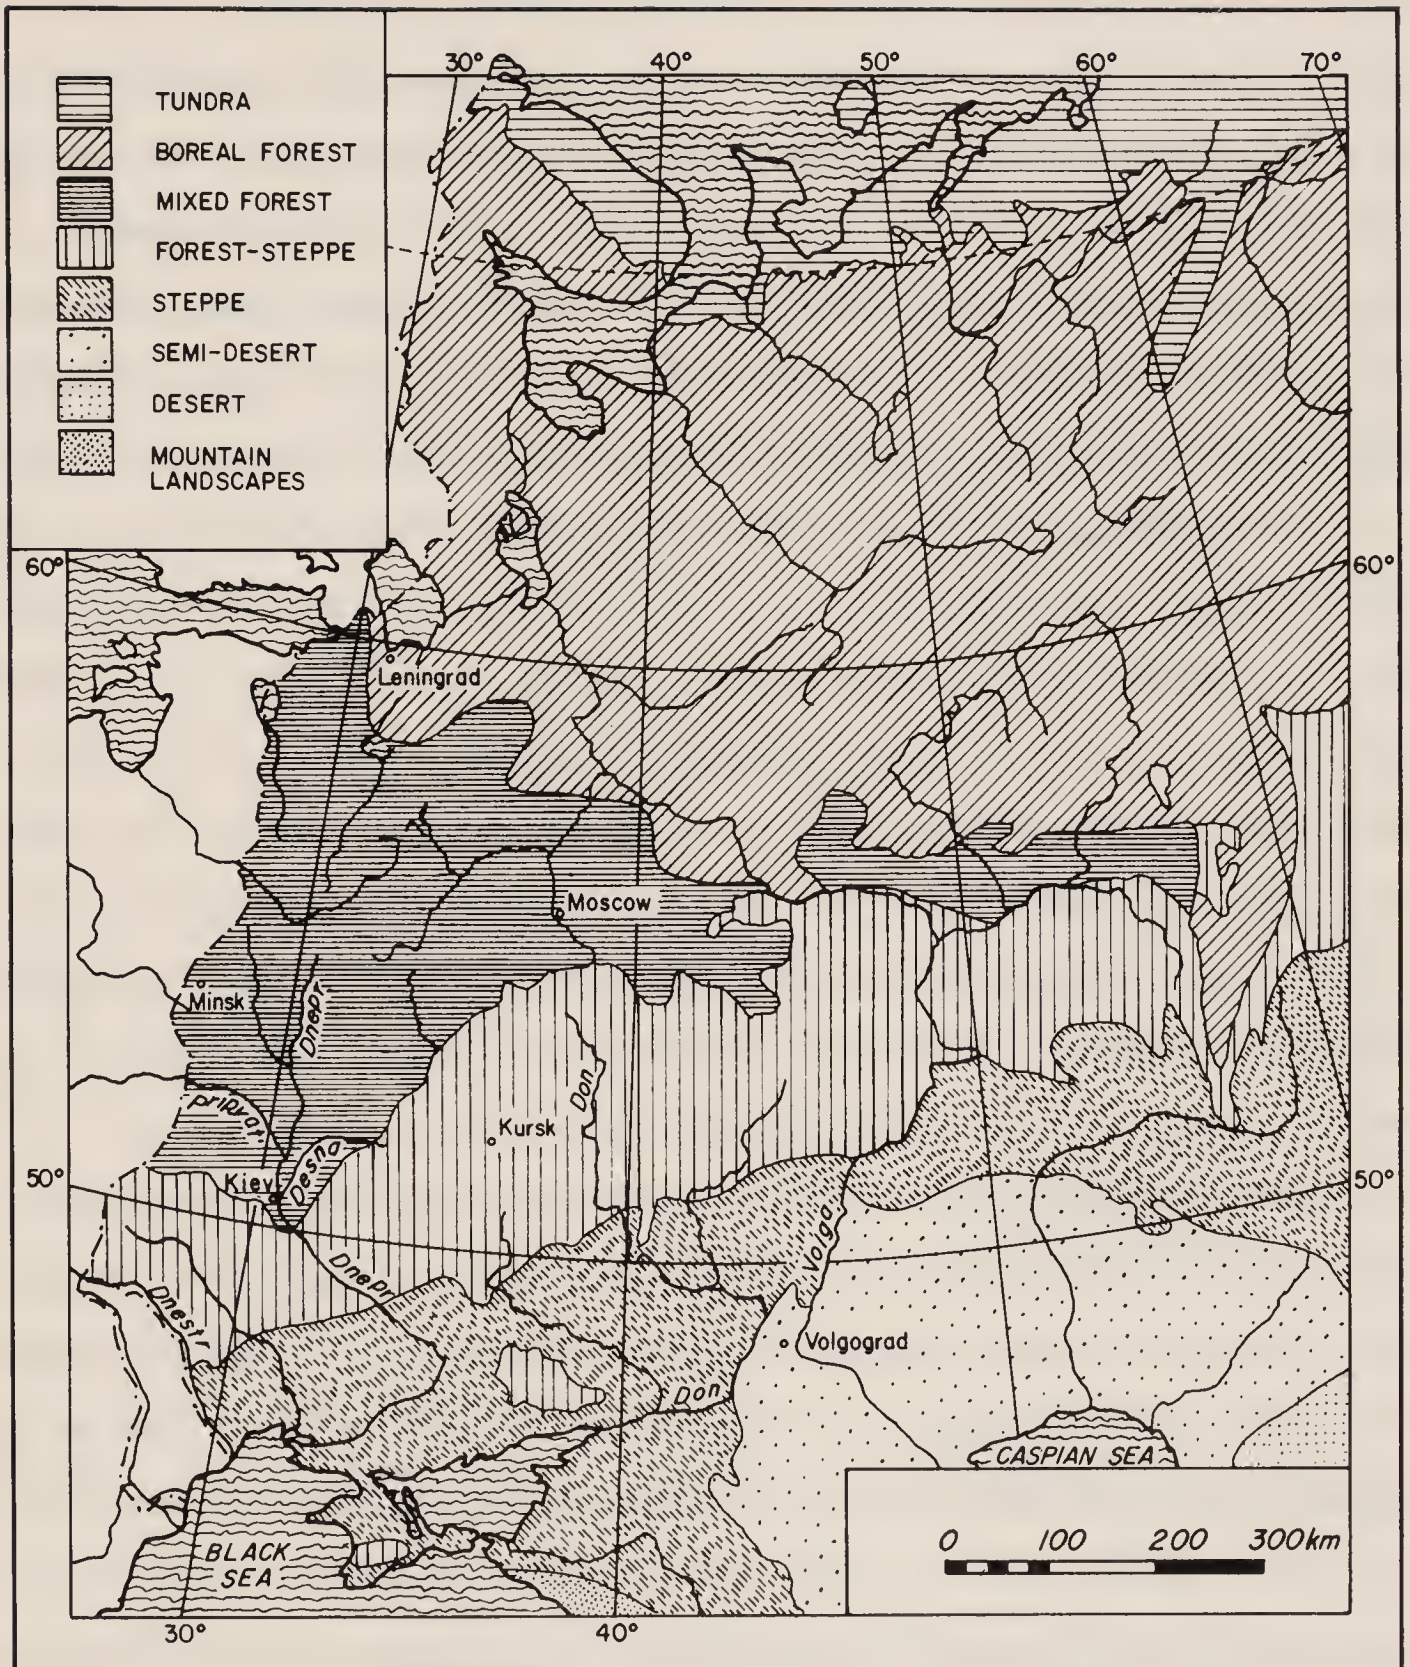 30° 40° 50° 60° 70°
TUNDRA
BOREAL FOREST
MIXED FOREST
FOREST-STEPPE
STEPPE
SEMI-DESERT
DESERT
MOUNTAIN
LANDSCAPES
60° 60°
Leningrad
Moscow
Minsk
Dnepr
Don
Pripyat'
Kursk
Desna
50° 50°
Kiev
Volga
Dnepr
Dnestr
Volgograd
Don
CASPIAN SEA
0 100 200 300km
BLACK
SEA
30° 40°